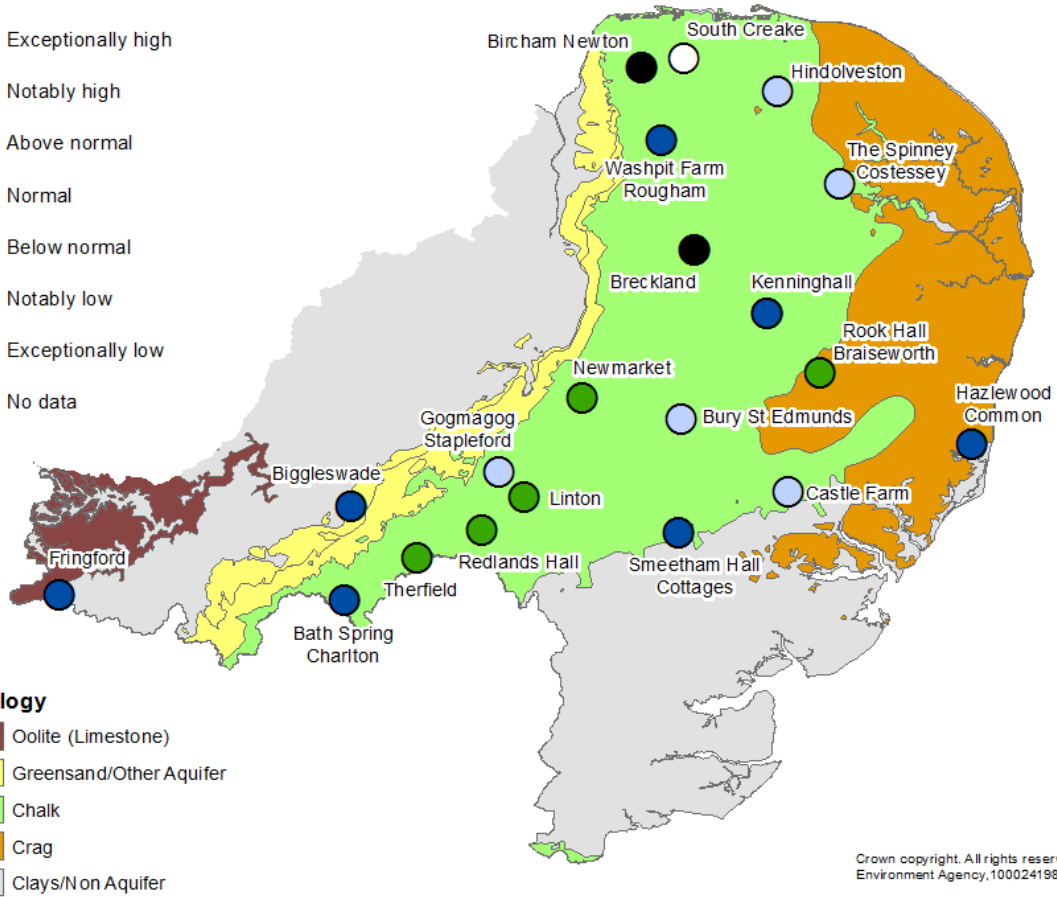 Exceptionally high
Notably high
Above normal
Normal
Below normal
Notably low
Exceptionally low
No data
South Creake
Bircham Newton
Hindolveston
The Spinney
Costessey
Washpit Farm
Rougham
Breckland
Kenninghall
Rook Hall
Braiseworth
Newmarket
Hazlewood
Common
Gogmagog
Stapleford
Bury St Edmunds
Biggleswade
Linton
Castle Farm
Fringford
Redlands Hall
Smeetham Hall
Cottages
Therfield
Bath Spring
Charlton
logy
Oolite (Limestone)
Greensand/Other Aquifer
Chalk
Crag
Clays/Non Aquifer
Crown copyright. All rights reserv
Environment Agency, 100024198